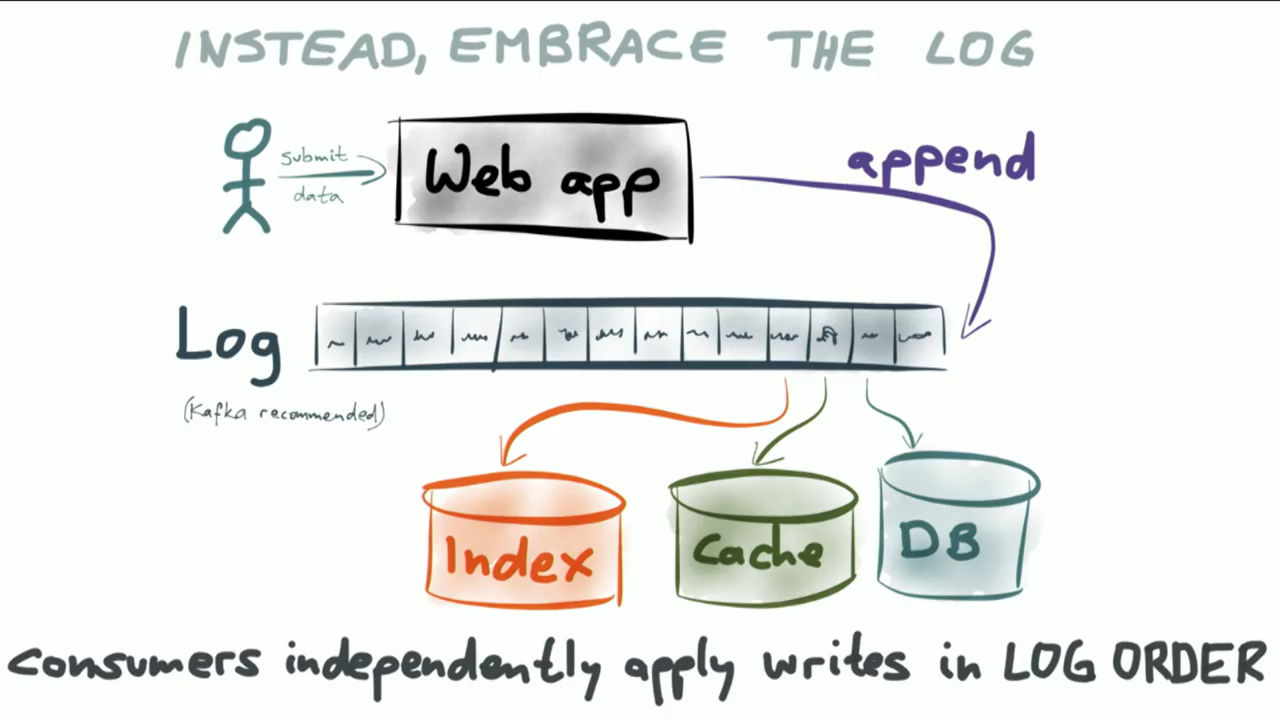 INSTEAD, EMBRACE THE LOG
submit
data
Web app
append
Log
(Kafka recommended)
Index
Cache
DB
consumers independently apply writes in LOG ORDER